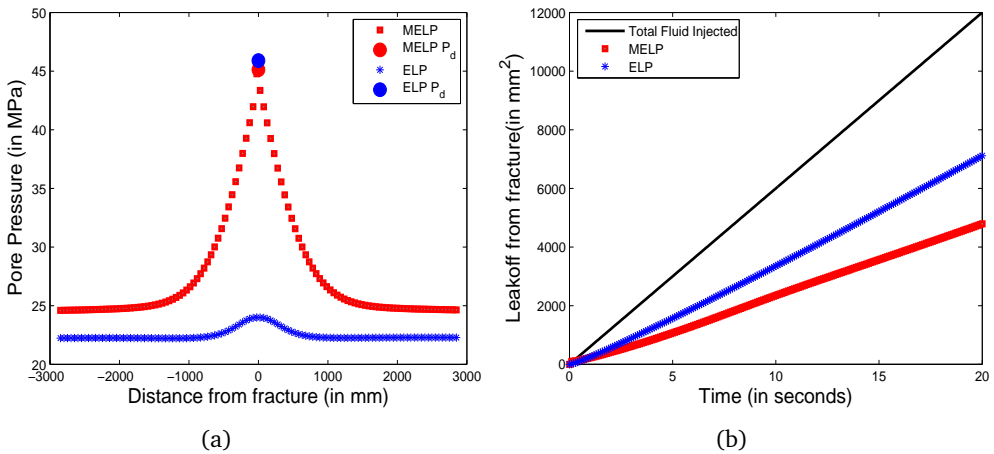 50
45
40
35
30
25
20
Pore Pressure (in MPa)
MELP
MELP P_d
ELP
ELP P_d
−3000 −2000 −1000 0 1000 2000 3000
Distance from fracture (in mm)
(a)
12000
10000
8000
6000
4000
2000
0
Leakoff from fracture(in mm²)
Total Fluid Injected
MELP
ELP
0 5 10 15 20
Time (in seconds)
(b)